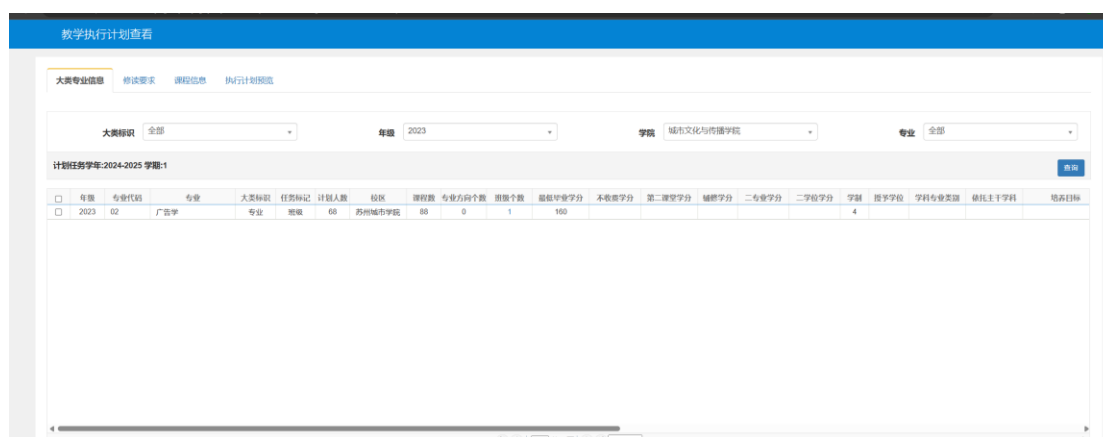 教学执行计划查看
大类专业信息 修读要求 课程信息 执行计划预览
大类标识 全部 年级 2023 学院 城市文化与传播学院 专业 全部
计划任务学年:2024-2025 学期:1 查询
年级 专业代码 专业 大类标识 任务标记 计划人数 校区 课程数 专业方向个数 班级个数 最低毕业学分 不收费学分 第二课堂学分 辅修学分 二专业学分 二学位学分 学制 授予学位 学科专业类别 依托主干学科 培养目标
2023 02 广告学 专业 班级 68 苏州城市学院 88 0 1 160 4